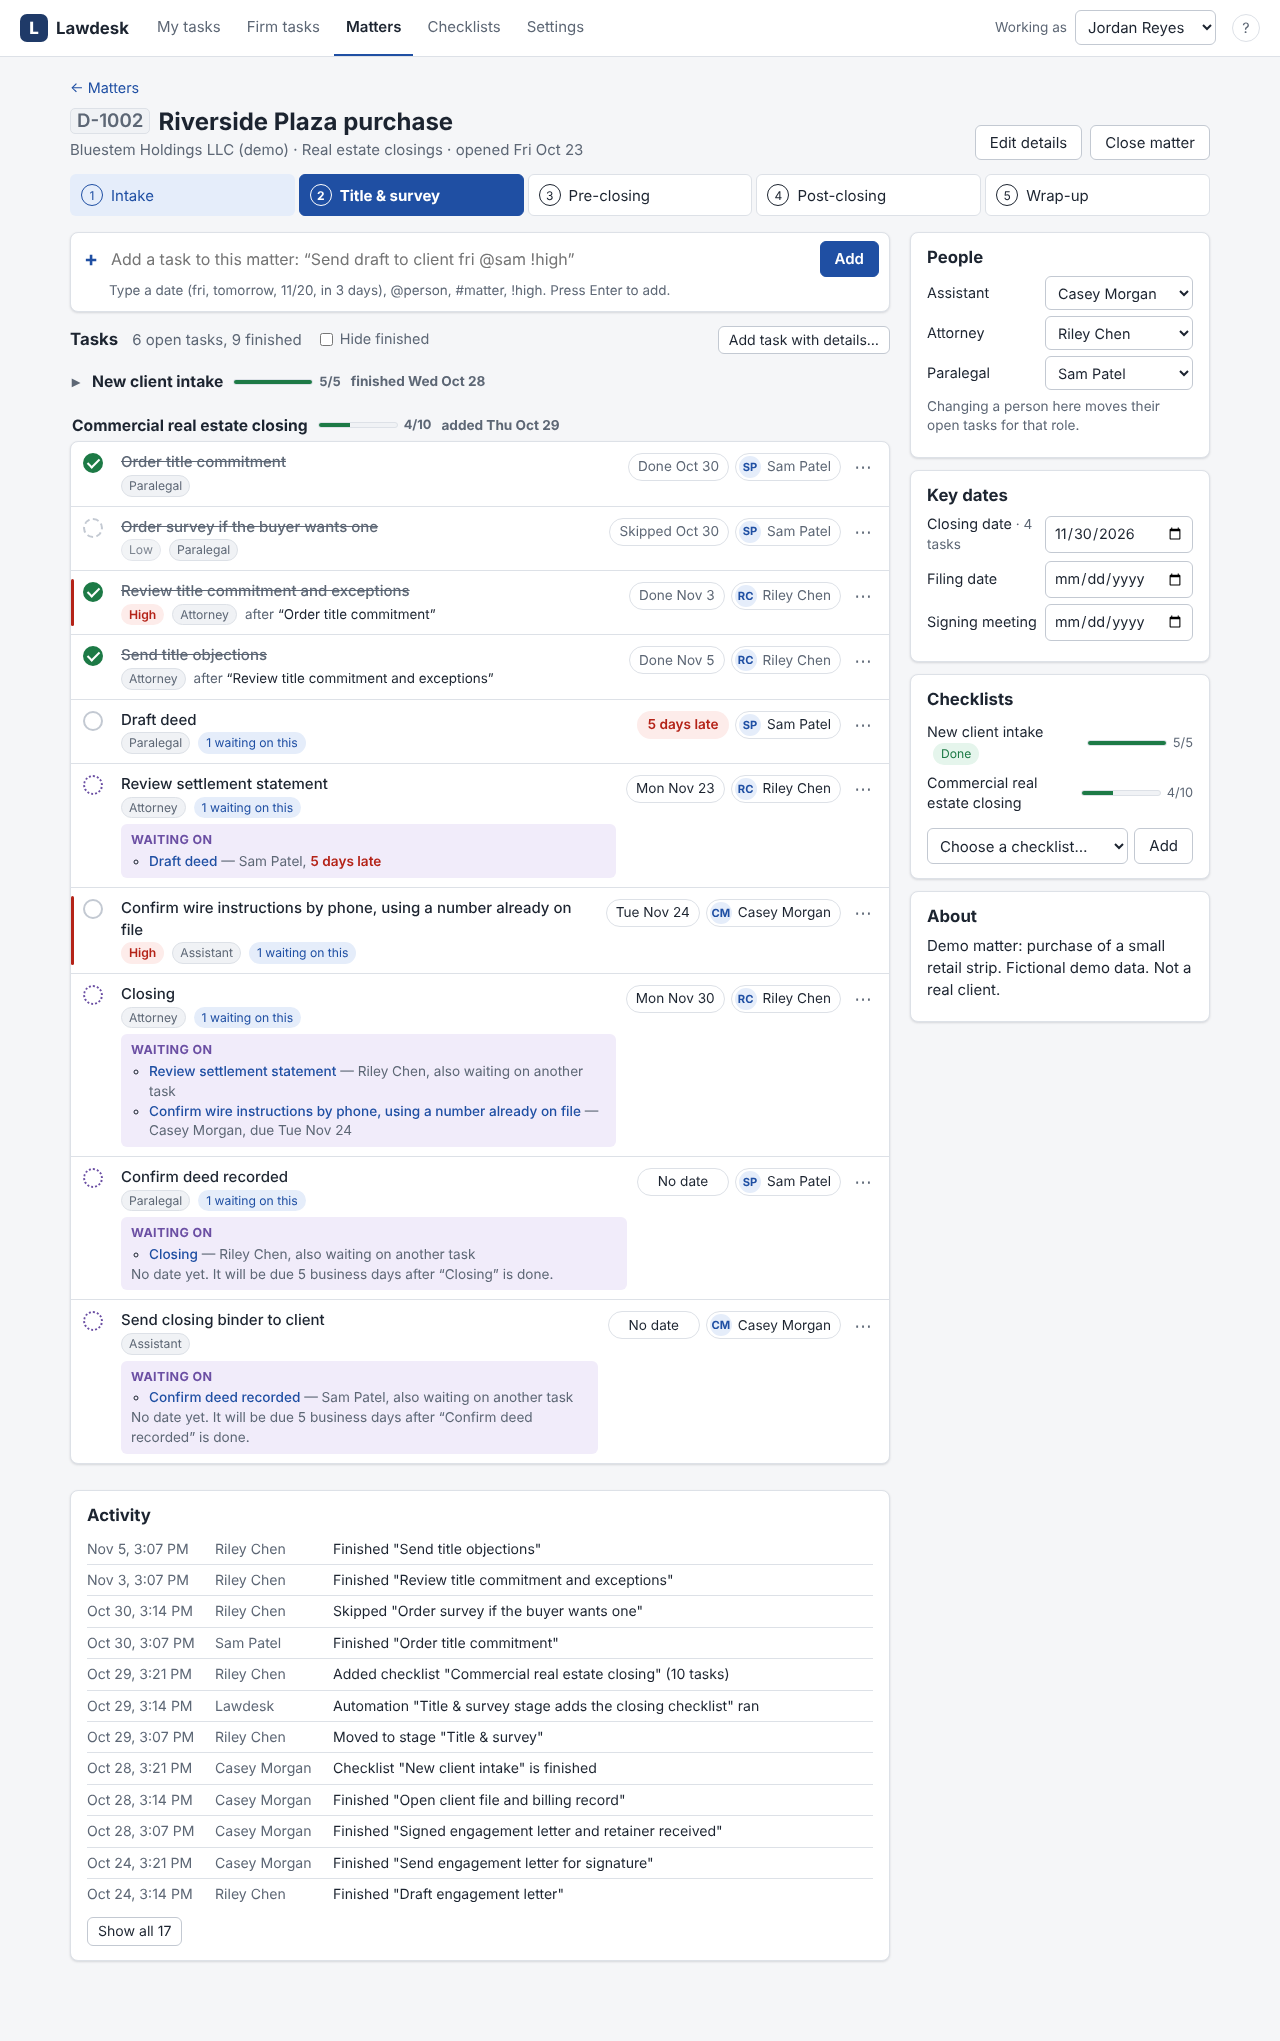 L Lawdesk My tasks Firm tasks Matters Checklists Settings Working as Jordan Reyes ?
← Matters
D-1002 Riverside Plaza purchase
Bluestem Holdings LLC (demo) · Real estate closings · opened Fri Oct 23
Edit details Close matter
1 Intake 2 Title & survey 3 Pre-closing 4 Post-closing 5 Wrap-up
+ Add a task to this matter: “Send draft to client fri @sam !high” Add
Type a date (fri, tomorrow, 11/20, in 3 days), @person, #matter, !high. Press Enter to add.
Tasks 6 open tasks, 9 finished Hide finished Add task with details...
▶ New client intake 5/5 finished Wed Oct 28
Commercial real estate closing 4/10 added Thu Oct 29
Order title commitment Done Oct 30 SP Sam Patel ...
Paralegal
Order survey if the buyer wants one Skipped Oct 30 SP Sam Patel ...
Low Paralegal
Review title commitment and exceptions Done Nov 3 RC Riley Chen ...
High Attorney after “Order title commitment”
Send title objections Done Nov 5 RC Riley Chen ...
Attorney after “Review title commitment and exceptions”
Draft deed 5 days late SP Sam Patel ...
Paralegal 1 waiting on this
Review settlement statement Mon Nov 23 RC Riley Chen ...
Attorney 1 waiting on this
WAITING ON
Draft deed — Sam Patel, 5 days late
Confirm wire instructions by phone, using a number already on Tue Nov 24 CM Casey Morgan ...
file
High Assistant 1 waiting on this
Closing Mon Nov 30 RC Riley Chen ...
Attorney 1 waiting on this
WAITING ON
Review settlement statement — Riley Chen, also waiting on another
task
Confirm wire instructions by phone, using a number already on file —
Casey Morgan, due Tue Nov 24
Confirm deed recorded No date SP Sam Patel ...
Paralegal 1 waiting on this
WAITING ON
Closing — Riley Chen, also waiting on another task
No date yet. It will be due 5 business days after “Closing” is done.
Send closing binder to client No date CM Casey Morgan ...
Assistant
WAITING ON
Confirm deed recorded — Sam Patel, also waiting on another task
No date yet. It will be due 5 business days after “Confirm deed
recorded” is done.
Activity
Nov 5, 3:07 PM Riley Chen Finished "Send title objections"
Nov 3, 3:07 PM Riley Chen Finished "Review title commitment and exceptions"
Oct 30, 3:14 PM Riley Chen Skipped "Order survey if the buyer wants one"
Oct 30, 3:07 PM Sam Patel Finished "Order title commitment"
Oct 29, 3:21 PM Riley Chen Added checklist "Commercial real estate closing" (10 tasks)
Oct 29, 3:14 PM Lawdesk Automation "Title & survey stage adds the closing checklist" ran
Oct 29, 3:07 PM Riley Chen Moved to stage "Title & survey"
Oct 28, 3:21 PM Casey Morgan Checklist "New client intake" is finished
Oct 28, 3:14 PM Casey Morgan Finished "Open client file and billing record"
Oct 28, 3:07 PM Casey Morgan Finished "Signed engagement letter and retainer received"
Oct 24, 3:21 PM Casey Morgan Finished "Send engagement letter for signature"
Oct 24, 3:14 PM Riley Chen Finished "Draft engagement letter"
Show all 17
People
Assistant Casey Morgan
Attorney Riley Chen
Paralegal Sam Patel
Changing a person here moves their
open tasks for that role.
Key dates
Closing date · 4 11/30/2026
tasks
Filing date mm/dd/yyyy
Signing meeting mm/dd/yyyy
Checklists
New client intake 5/5
Done
Commercial real 4/10
estate closing
Choose a checklist... Add
About
Demo matter: purchase of a small
retail strip. Fictional demo data. Not a
real client.